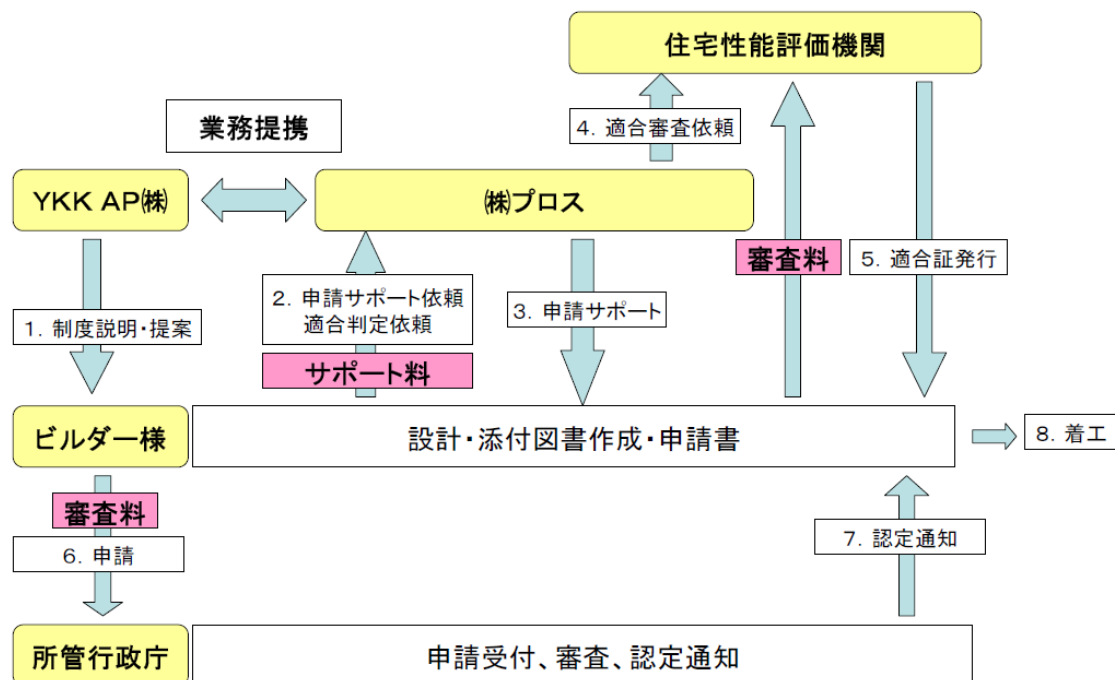 住宅性能評価機関
業務提携
4. 適合審査依頼
YKK AP㈱
㈱プロス
審査料
5. 適合証発行
2. 申請サポート依頼
適合判定依頼
3. 申請サポート
1. 制度説明・提案
サポート料
ビルダー様
設計・添付図書作成・申請書
8. 着工
審査料
6. 申請
7. 認定通知
所管行政庁
申請受付、審査、認定通知